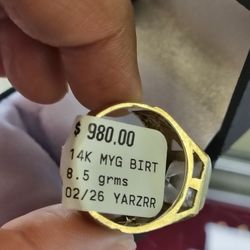 $ 980.00
14K MYG BIRT
8.5 grms
02/26 YARZRR